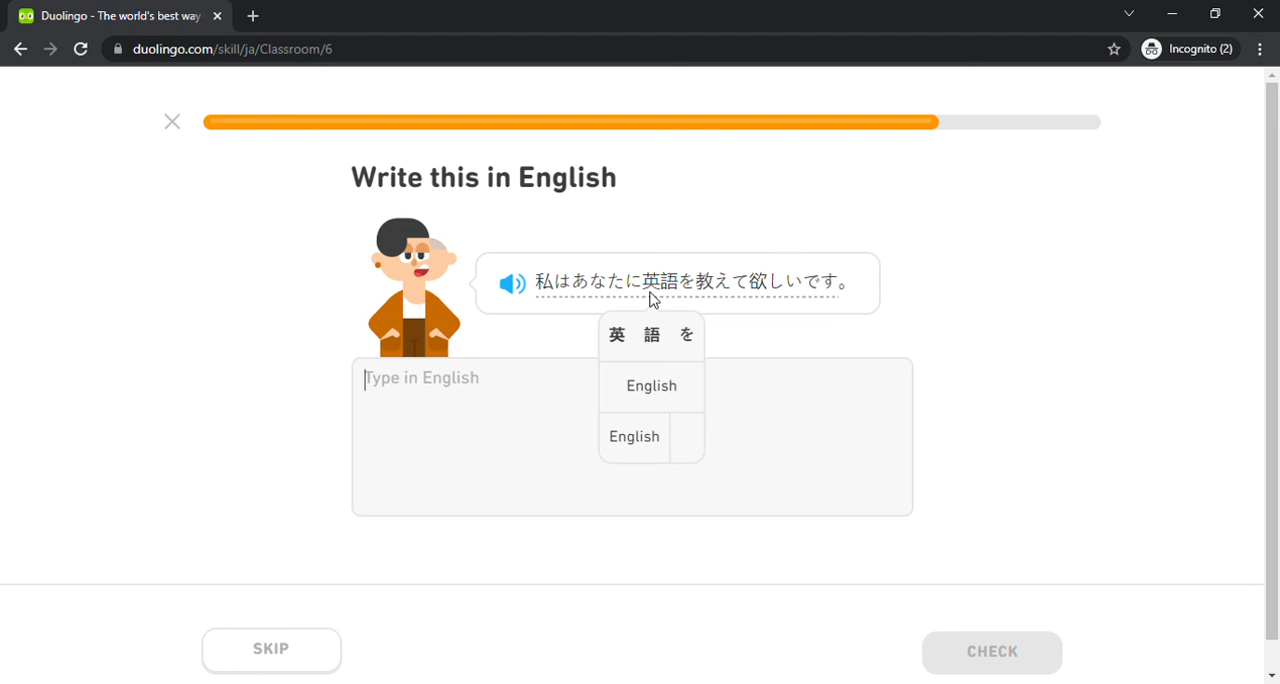 Duolingo - The world's best way
duolingo.com/skill/ja/Classroom/6
Incognito (2)
Write this in English
私はあなたに英語を教えて欲しいです。
英 語 を
English
English
Type in English
SKIP
CHECK